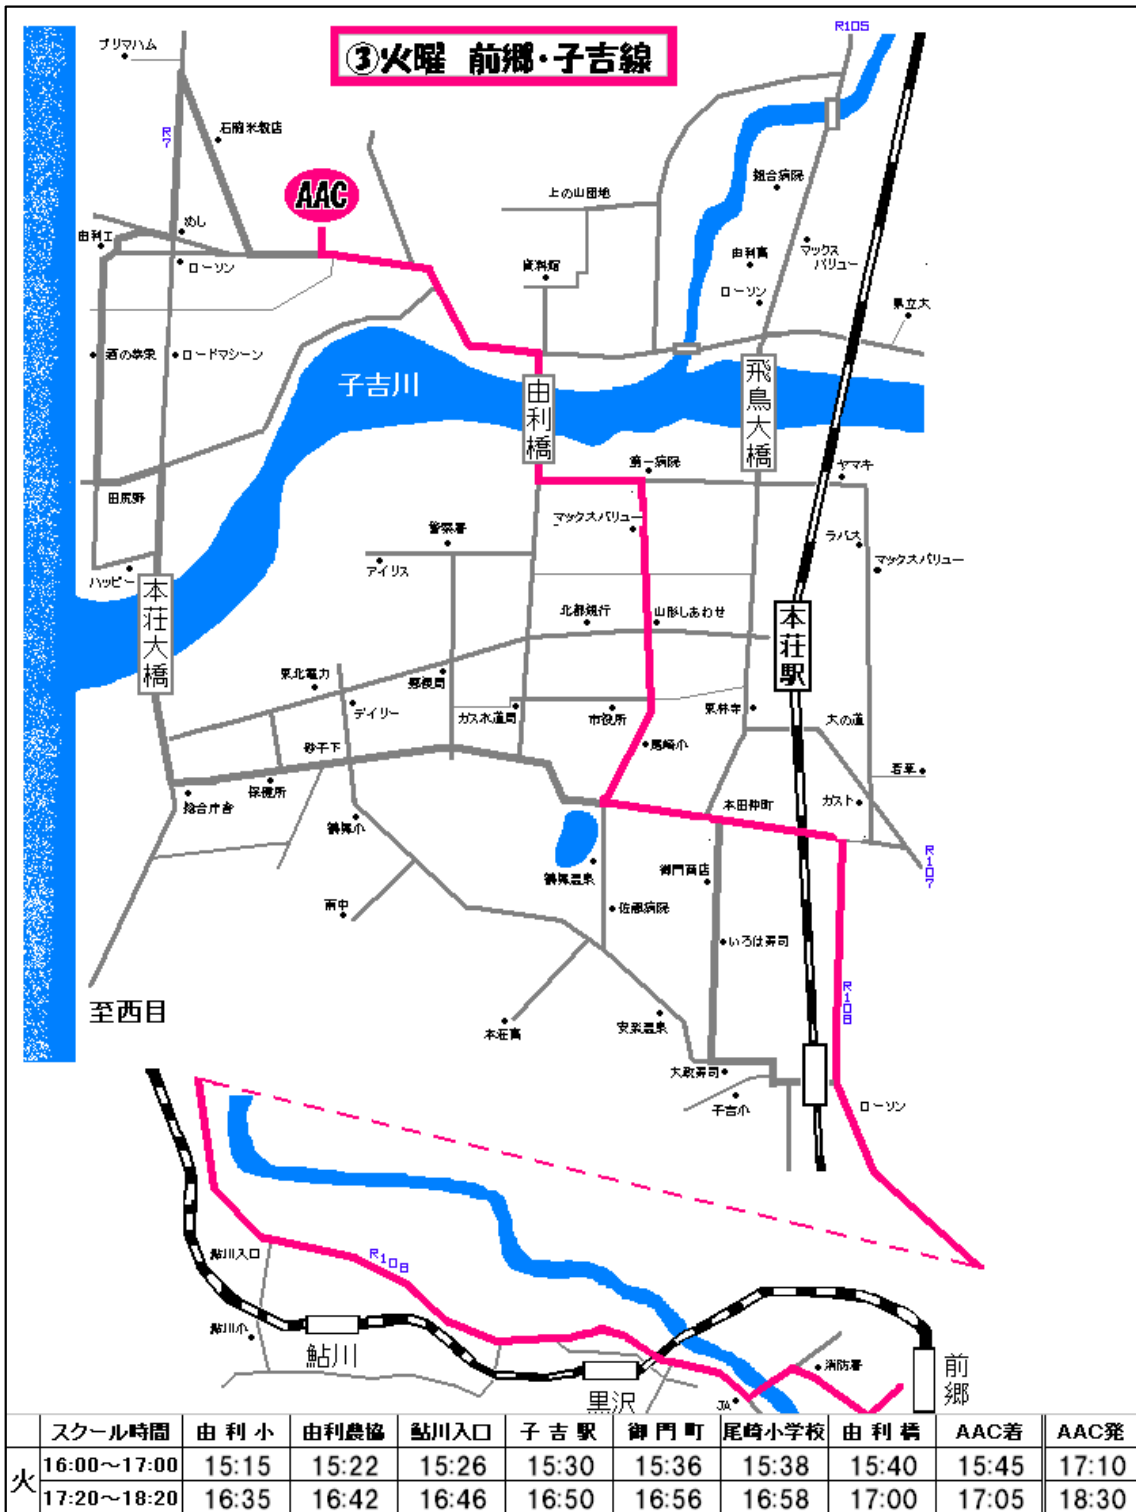 R105
プリマハム
③火曜 前郷・子吉線
R7
石商米穀店
AAC
組合病院
上の山団地
めし
由利工
ローソン
資料館
由利高
マックス
バリュー
ローソン
県立大
ロードマシーン
子吉川
由利橋
飛鳥大橋
田尻野
第一病院
ヤマキ
マックスバリュー
警察署
アイリス
ラパス
マックスバリュー
ハッピー
本荘大橋
北都銀行
山形しあわせ
本荘駅
東北電力
郵便局
デイリー
ガス水道局
市役所
東林寺
大の道
砂子下
尾崎小
若草
総合庁舎
保健所
本田仲町
ガスト
鶴舞小
鶴舞温泉
御門商店
R107
南中
佐藤病院
いろは寿司
至西目
本荘高
安楽温泉
R108
大政寿司
子吉小
ローソン
鮎川入口
R108
鮎川小
鮎川
黒沢
消防署
前郷
JA
スクール時間 由利小 由利農協 鮎川入口 子吉駅 御門町 尾崎小学校 由利橋 AAC着 AAC発
火 16:00～17:00 15:15 15:22 15:26 15:30 15:36 15:38 15:40 15:45 17:10
17:20～18:20 16:35 16:42 16:46 16:50 16:56 16:58 17:00 17:05 18:30